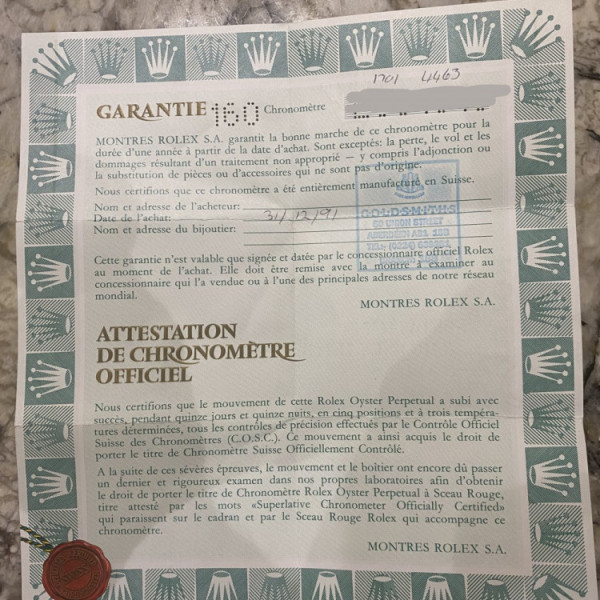 1701 4463
GARANTIE 160 Chronomètre
MONTRES ROLEX S.A. garantit la bonne marche de ce chronomètre pour la
durée d'une année à partir de la date d'achat. Sont exceptés: la perte, le vol et les
dommages résultant d'un traitement non approprié – y compris l'adjonction ou
la substitution de pièces ou d'accessoires qui ne sont pas d'origine.
Nous certifions que ce chronomètre a été entièrement manufacturé en Suisse.
Nom et adresse de l'acheteur:
Date de l'achat: 31/12/91
Nom et adresse du bijoutier:
GOLDSMITHS
UNION STREET
Cette garantie n'est valable que signée et datée par le concessionnaire officiel Rolex
au moment de l'achat. Elle doit être remise avec la montre à examiner au
concessionnaire qui l'a vendue ou à l'une des principales adresses de notre réseau
mondial.
MONTRES ROLEX S.A.
ATTESTATION
DE CHRONOMÈTRE
OFFICIEL
Nous certifions que le mouvement de cette Rolex Oyster Perpetual a subi avec
succès, pendant quinze jours et quinze nuits, en cinq positions et à trois tempéra-
tures déterminées, tous les contrôles de précision effectués par le Contrôle Officiel
Suisse des Chronomètres (C.O.S.C.). Ce mouvement a ainsi acquis le droit de
porter le titre de Chronomètre Suisse Officiellement Contrôlé.
A la suite de ces sévères épreuves, le mouvement et le boîtier ont encore dû passer
un dernier et rigoureux examen dans nos propres laboratoires afin d'obtenir
le droit de porter le titre de Chronomètre Rolex Oyster Perpetual à Sceau Rouge,
titre attesté par les mots «Superlative Chronometer Officially Certified»
qui paraissent sur le cadran et par le Sceau Rouge Rolex qui accompagne ce
chronomètre.
MONTRES ROLEX S.A.